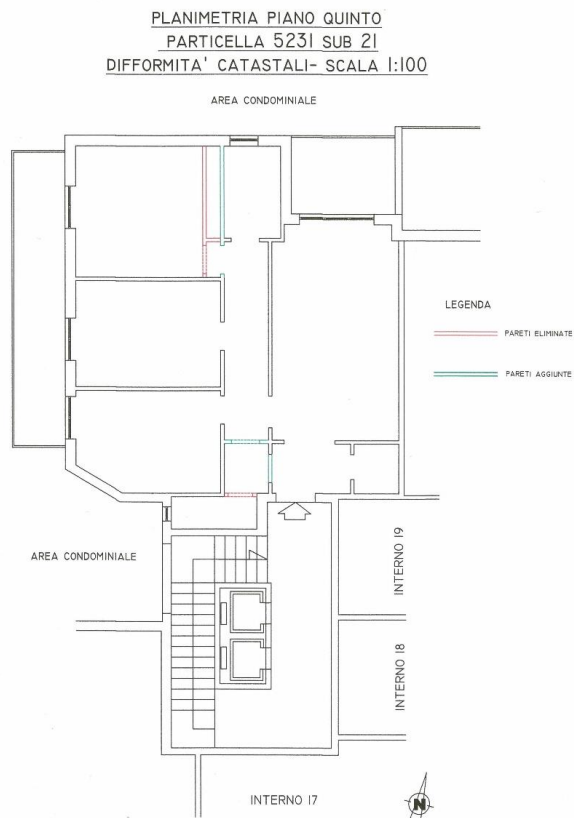 PLANIMETRIA PIANO QUINTO
PARTICELLA 5231 SUB 21
DIFFORMITA' CATASTALI- SCALA 1:100
AREA CONDOMINIALE
LEGENDA
PARETI ELIMINATE
PARETI AGGIUNTE
AREA CONDOMINIALE
INTERNO 19
INTERNO 18
INTERNO 17
N